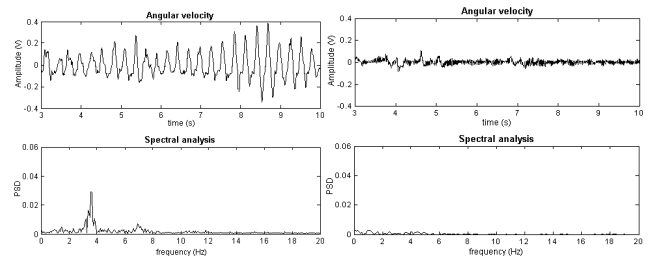 Angular velocity
Amplitude (V)
0.4
0.2
0
-0.2
-0.4
3 4 5 6 7 8 9 10
time (s)
Angular velocity
Amplitude (V)
0.4
0.2
0
-0.2
-0.4
3 4 5 6 7 8 9 10
time (s)
Spectral analysis
PSD
0.06
0.04
0.02
0
0 2 4 6 8 10 12 14 16 18 20
frequency (Hz)
Spectral analysis
PSD
0.06
0.04
0.02
0
0 2 4 6 8 10 12 14 16 18 20
frequency (Hz)